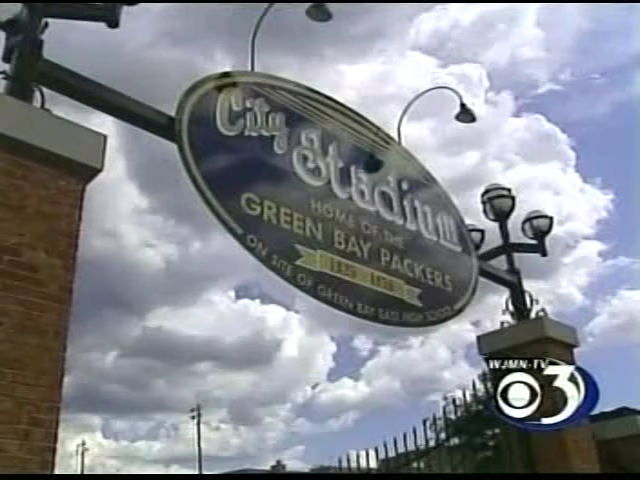 City
Stadium
HOME OF THE
GREEN BAY PACKERS
ON SITE OF GREEN BAY EAST HIGH SCHOOL
WJMN-TV
3